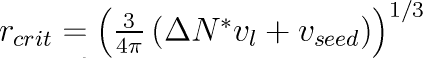 r_{crit} = \left( \frac{3}{4\pi} \left( \Delta N^* v_l + v_{seed} \right) \right)^{1/3}